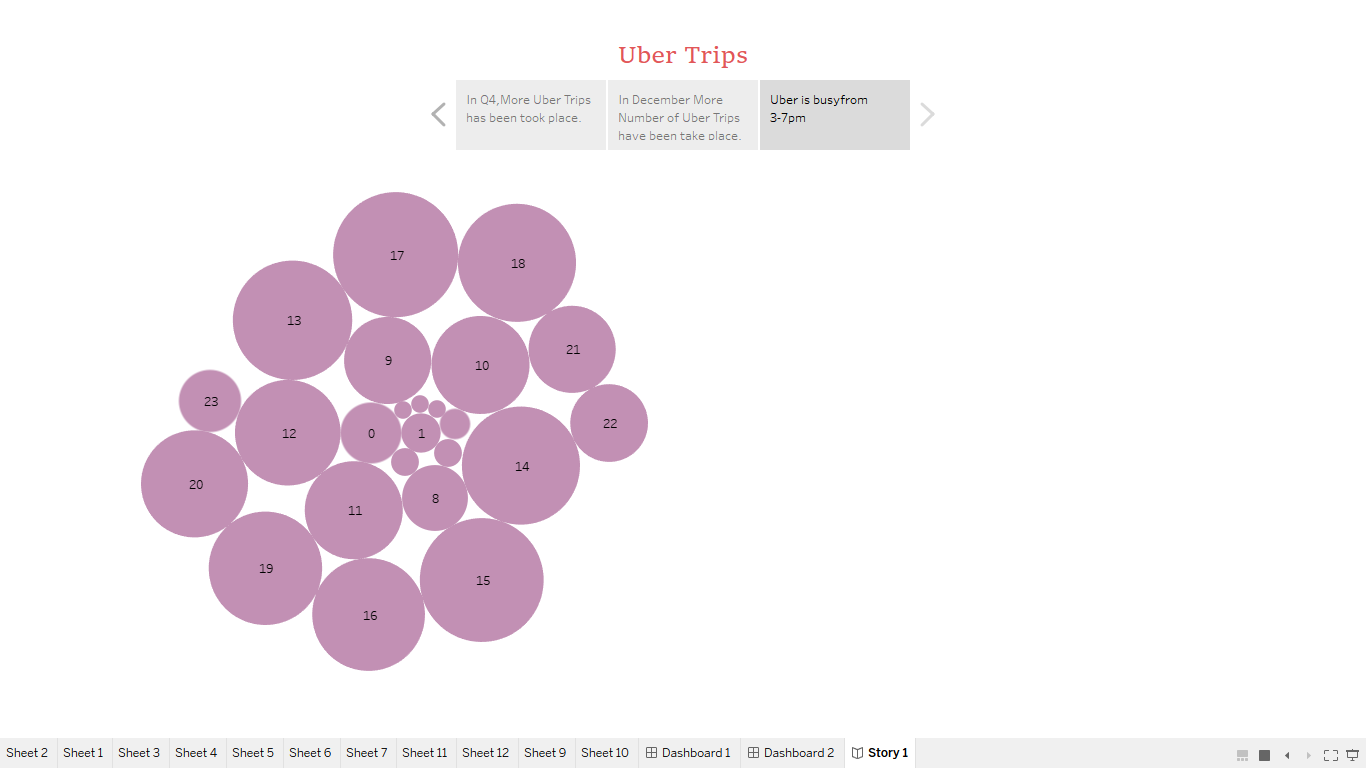 Uber Trips
In Q4,More Uber Trips
has been took place.
In December More
Number of Uber Trips
have been take place.
Uber is busyfrom
3-7pm
17
18
13
21
9
10
23
22
0
1
12
14
20
8
11
19
15
16
Sheet 2
Sheet 1
Sheet 3
Sheet 4
Sheet 5
Sheet 6
Sheet 7
Sheet 11
Sheet 12
Sheet 9
Sheet 10
Dashboard 1
Dashboard 2
Story 1